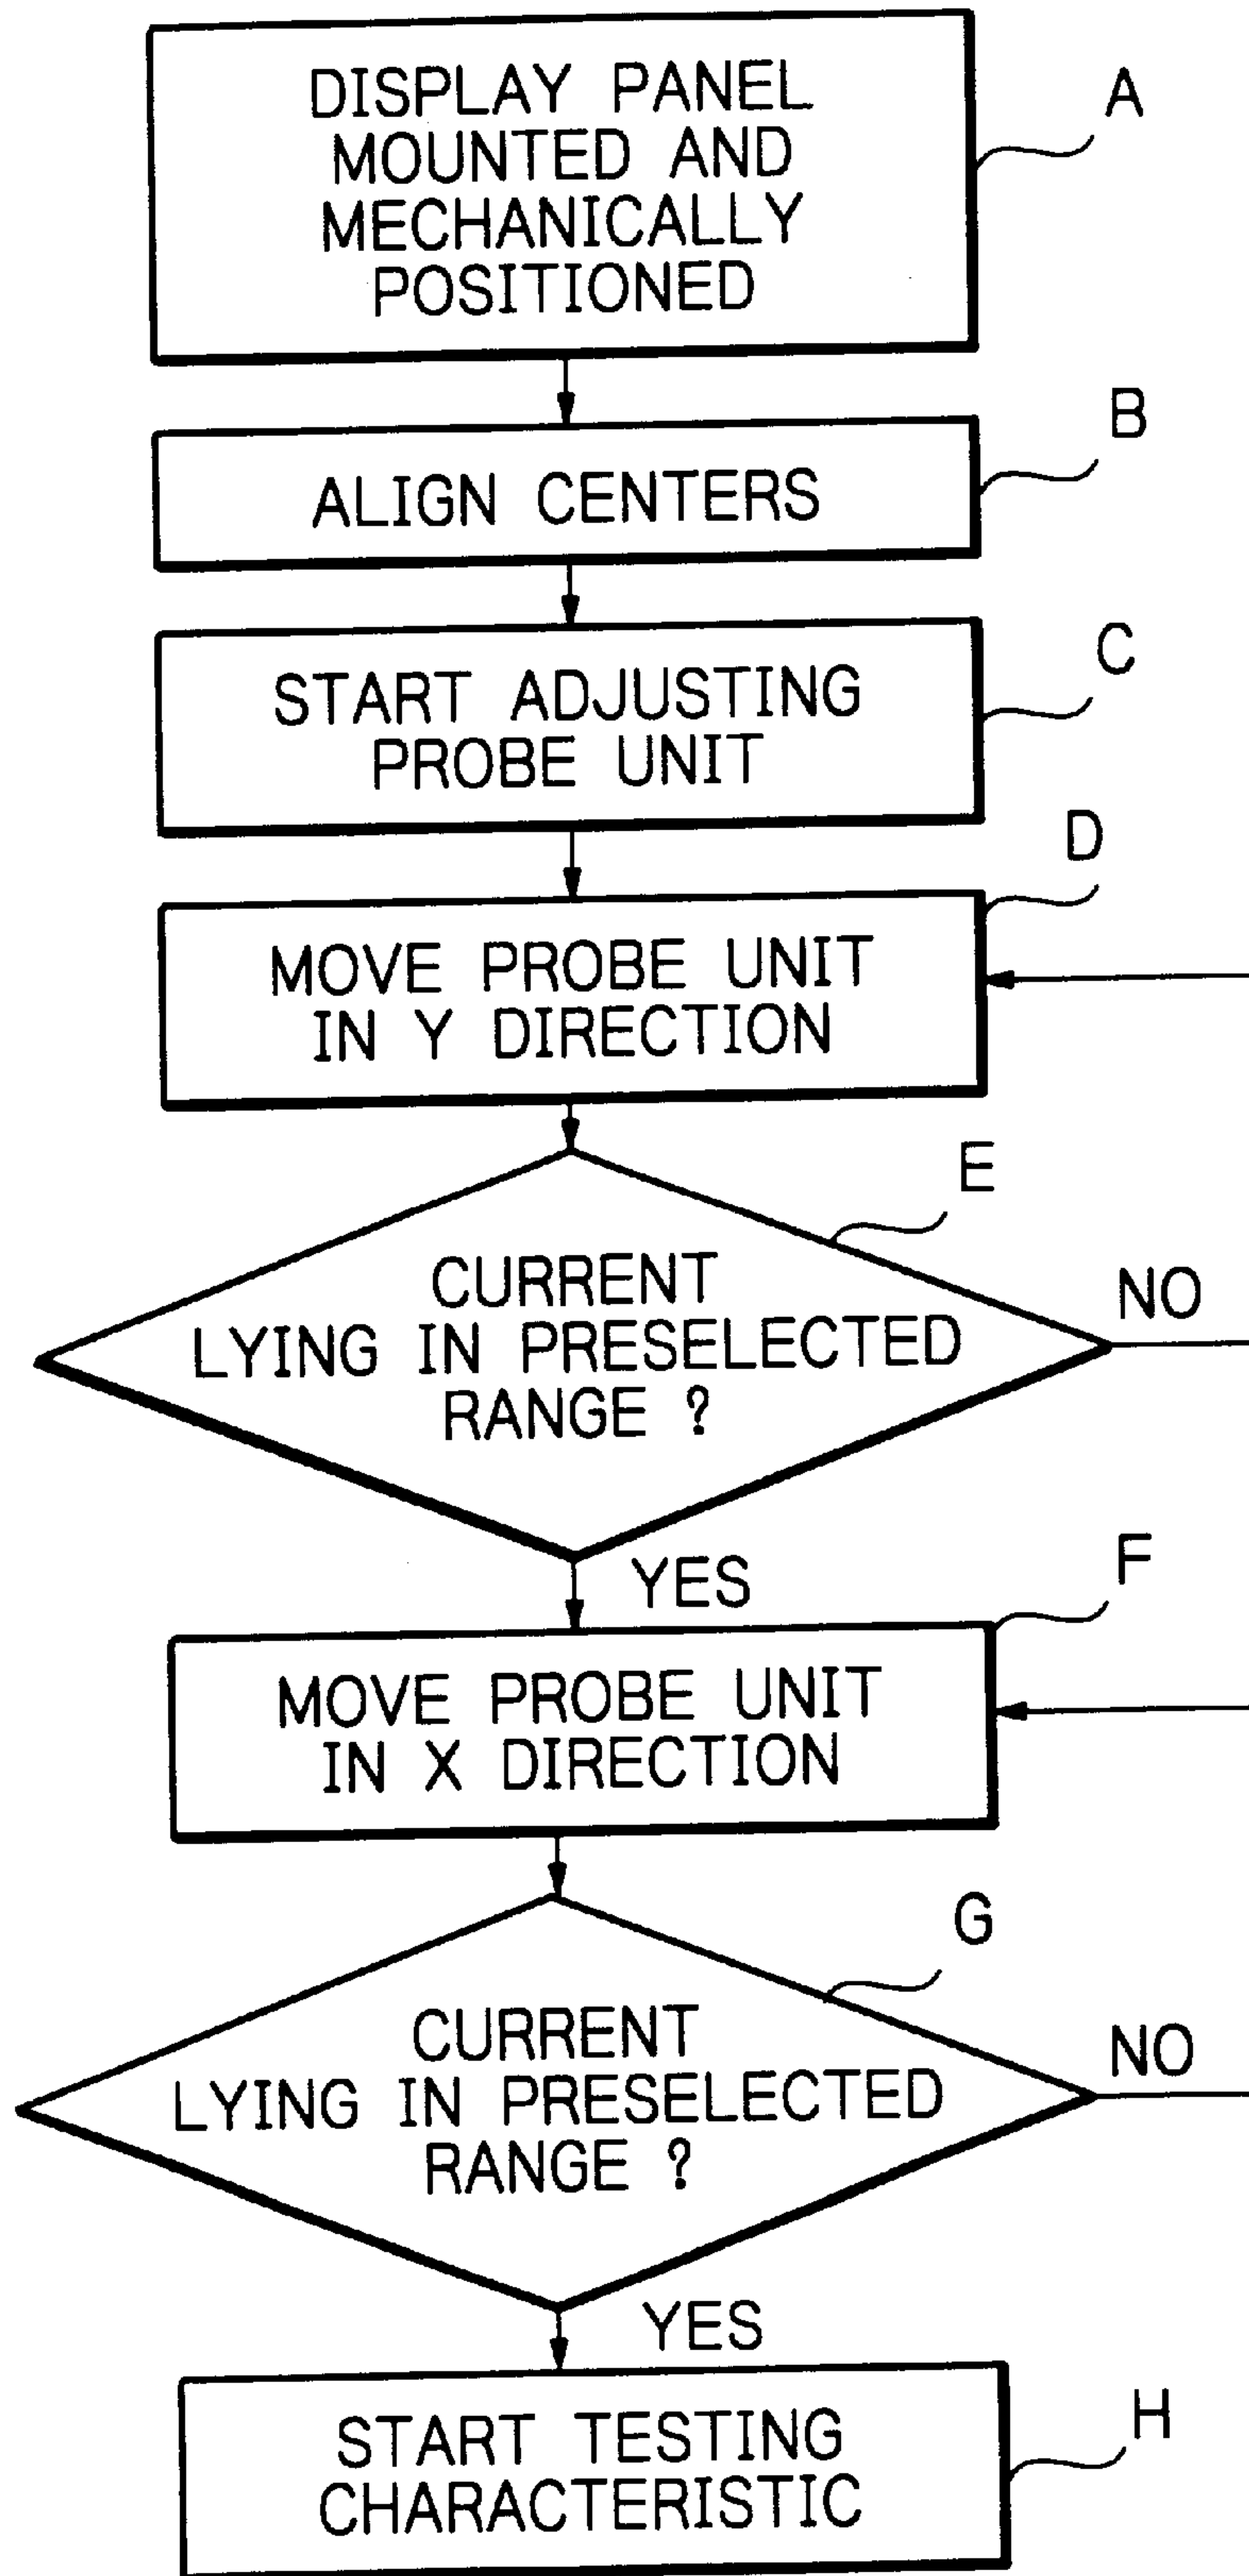 DISPLAY PANEL
MOUNTED AND
MECHANICALLY
POSITIONED
A
ALIGN CENTERS
B
START ADJUSTING
PROBE UNIT
C
MOVE PROBE UNIT
IN Y DIRECTION
D
CURRENT
LYING IN PRESELECTED
RANGE ?
E
NO
YES
MOVE PROBE UNIT
IN X DIRECTION
F
CURRENT
LYING IN PRESELECTED
RANGE ?
G
NO
YES
START TESTING
CHARACTERISTIC
H